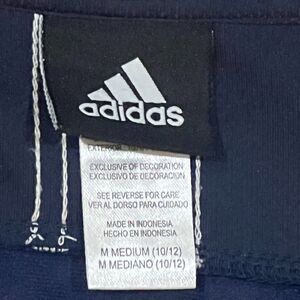 adidas
EXCLUSIVE OF DECORATION
EXCLUSIVO DE DECORACION
SEE REVERSE FOR CARE
VER AL DORSO PARA CUIDADO
MADE IN INDONESIA
HECHO EN INDONESIA
M MEDIUM (10/12)
M MEDIANO (10/12)